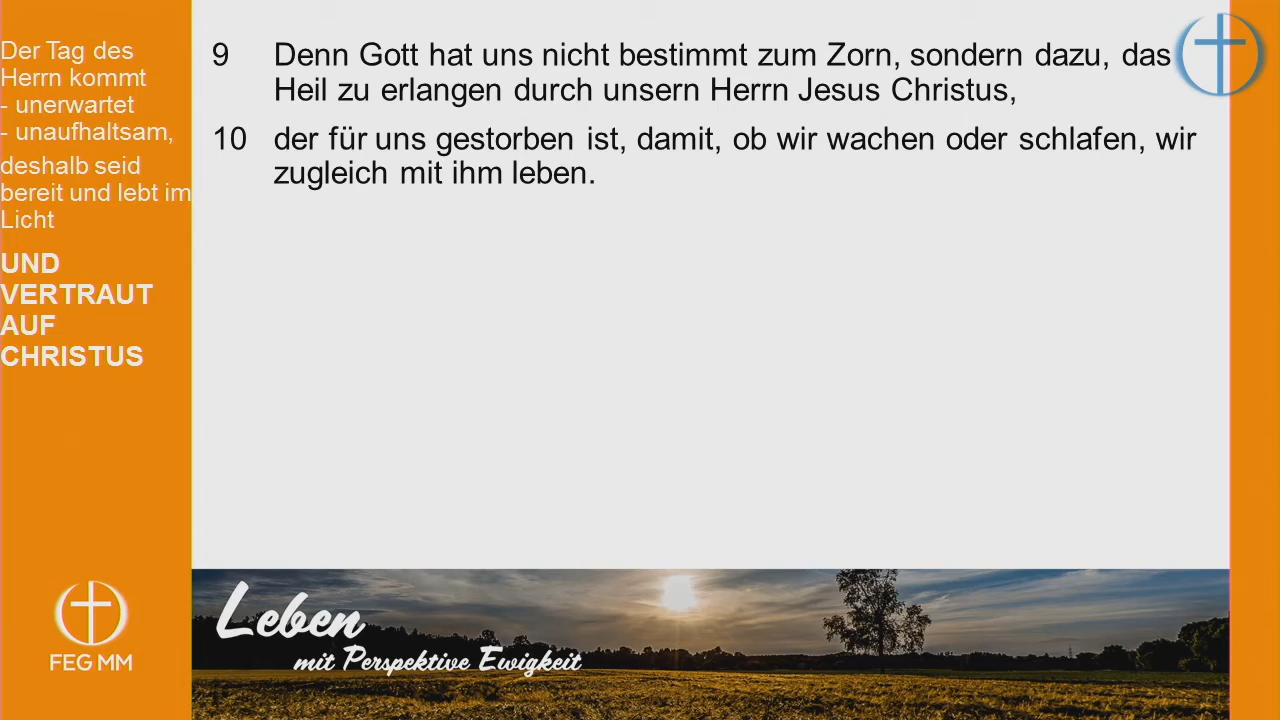 Der Tag des
Herrn kommt
- unerwartet
- unaufhaltsam,
deshalb seid
bereit und lebt im
Licht
UND
VERTRAUT
AUF
CHRISTUS
FEG MM
9 Denn Gott hat uns nicht bestimmt zum Zorn, sondern dazu, das
Heil zu erlangen durch unsern Herrn Jesus Christus,
10 der für uns gestorben ist, damit, ob wir wachen oder schlafen, wir
zugleich mit ihm leben.
Leben
mit Perspektive Ewigkeit